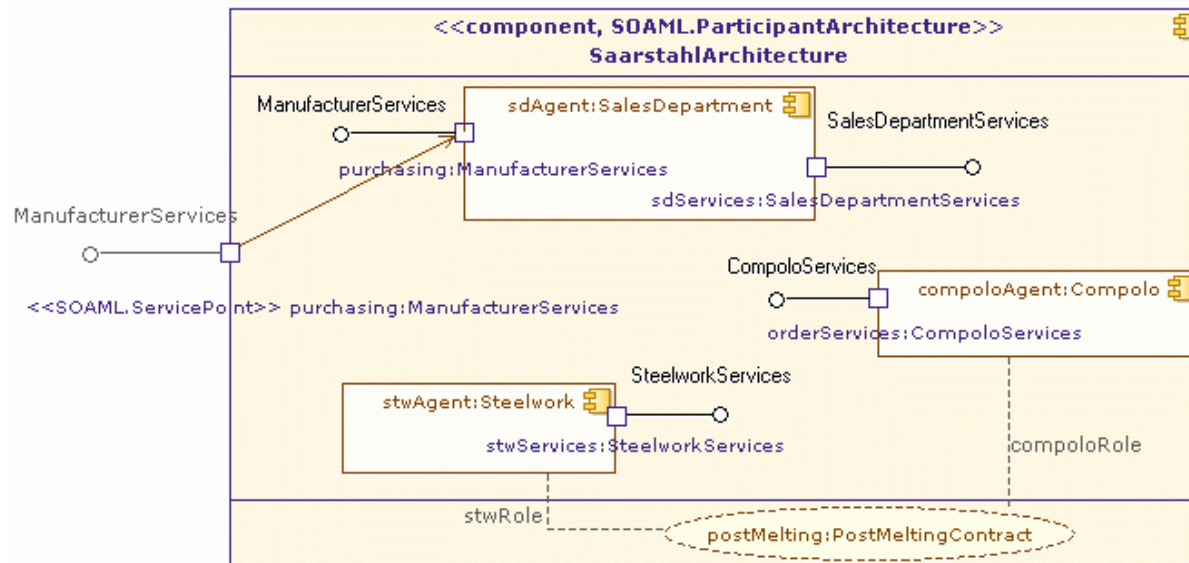 <<component, SOAML.ParticipantArchitecture>>
SaarstahlArchitecture
ManufacturerServices
sdAgent:SalesDepartment
SalesDepartmentServices
purchasing:ManufacturerServices
sdServices:SalesDepartmentServices
ManufacturerServices
CompoloServices
compoloAgent:Compolo
<<SOAML.ServicePoint>> purchasing:ManufacturerServices
orderServices:CompoloServices
SteelworkServices
stwAgent:Steelwork
stwServices:SteelworkServices
compoloRole
stwRole
postMelting:PostMeltingContract